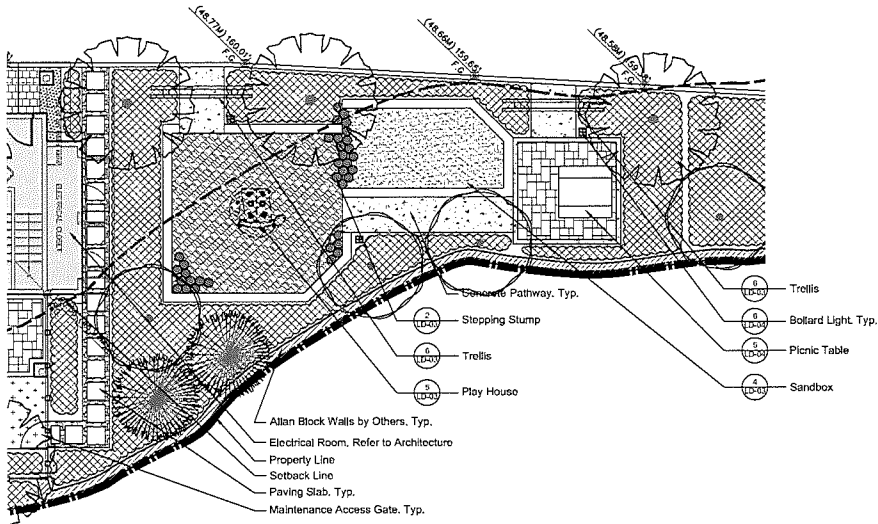 (48.77M) 160.01'
F.G.
(48.66M) 159.65'
F.G.
(48.58M)
F.G.
ELECTRICAL CLOSET
Concrete Pathway, Typ.
2
LD-03
Stepping Stump
6
LD-03
Trellis
5
LD-03
Play House
Allan Block Walls by Others, Typ.
Electrical Room, Refer to Architecture
Property Line
Setback Line
Paving Slab, Typ.
Maintenance Access Gate, Typ.
6
LD-03
Trellis
6
LD-04
Bollard Light, Typ.
5
LD-04
Picnic Table
4
LD-03
Sandbox